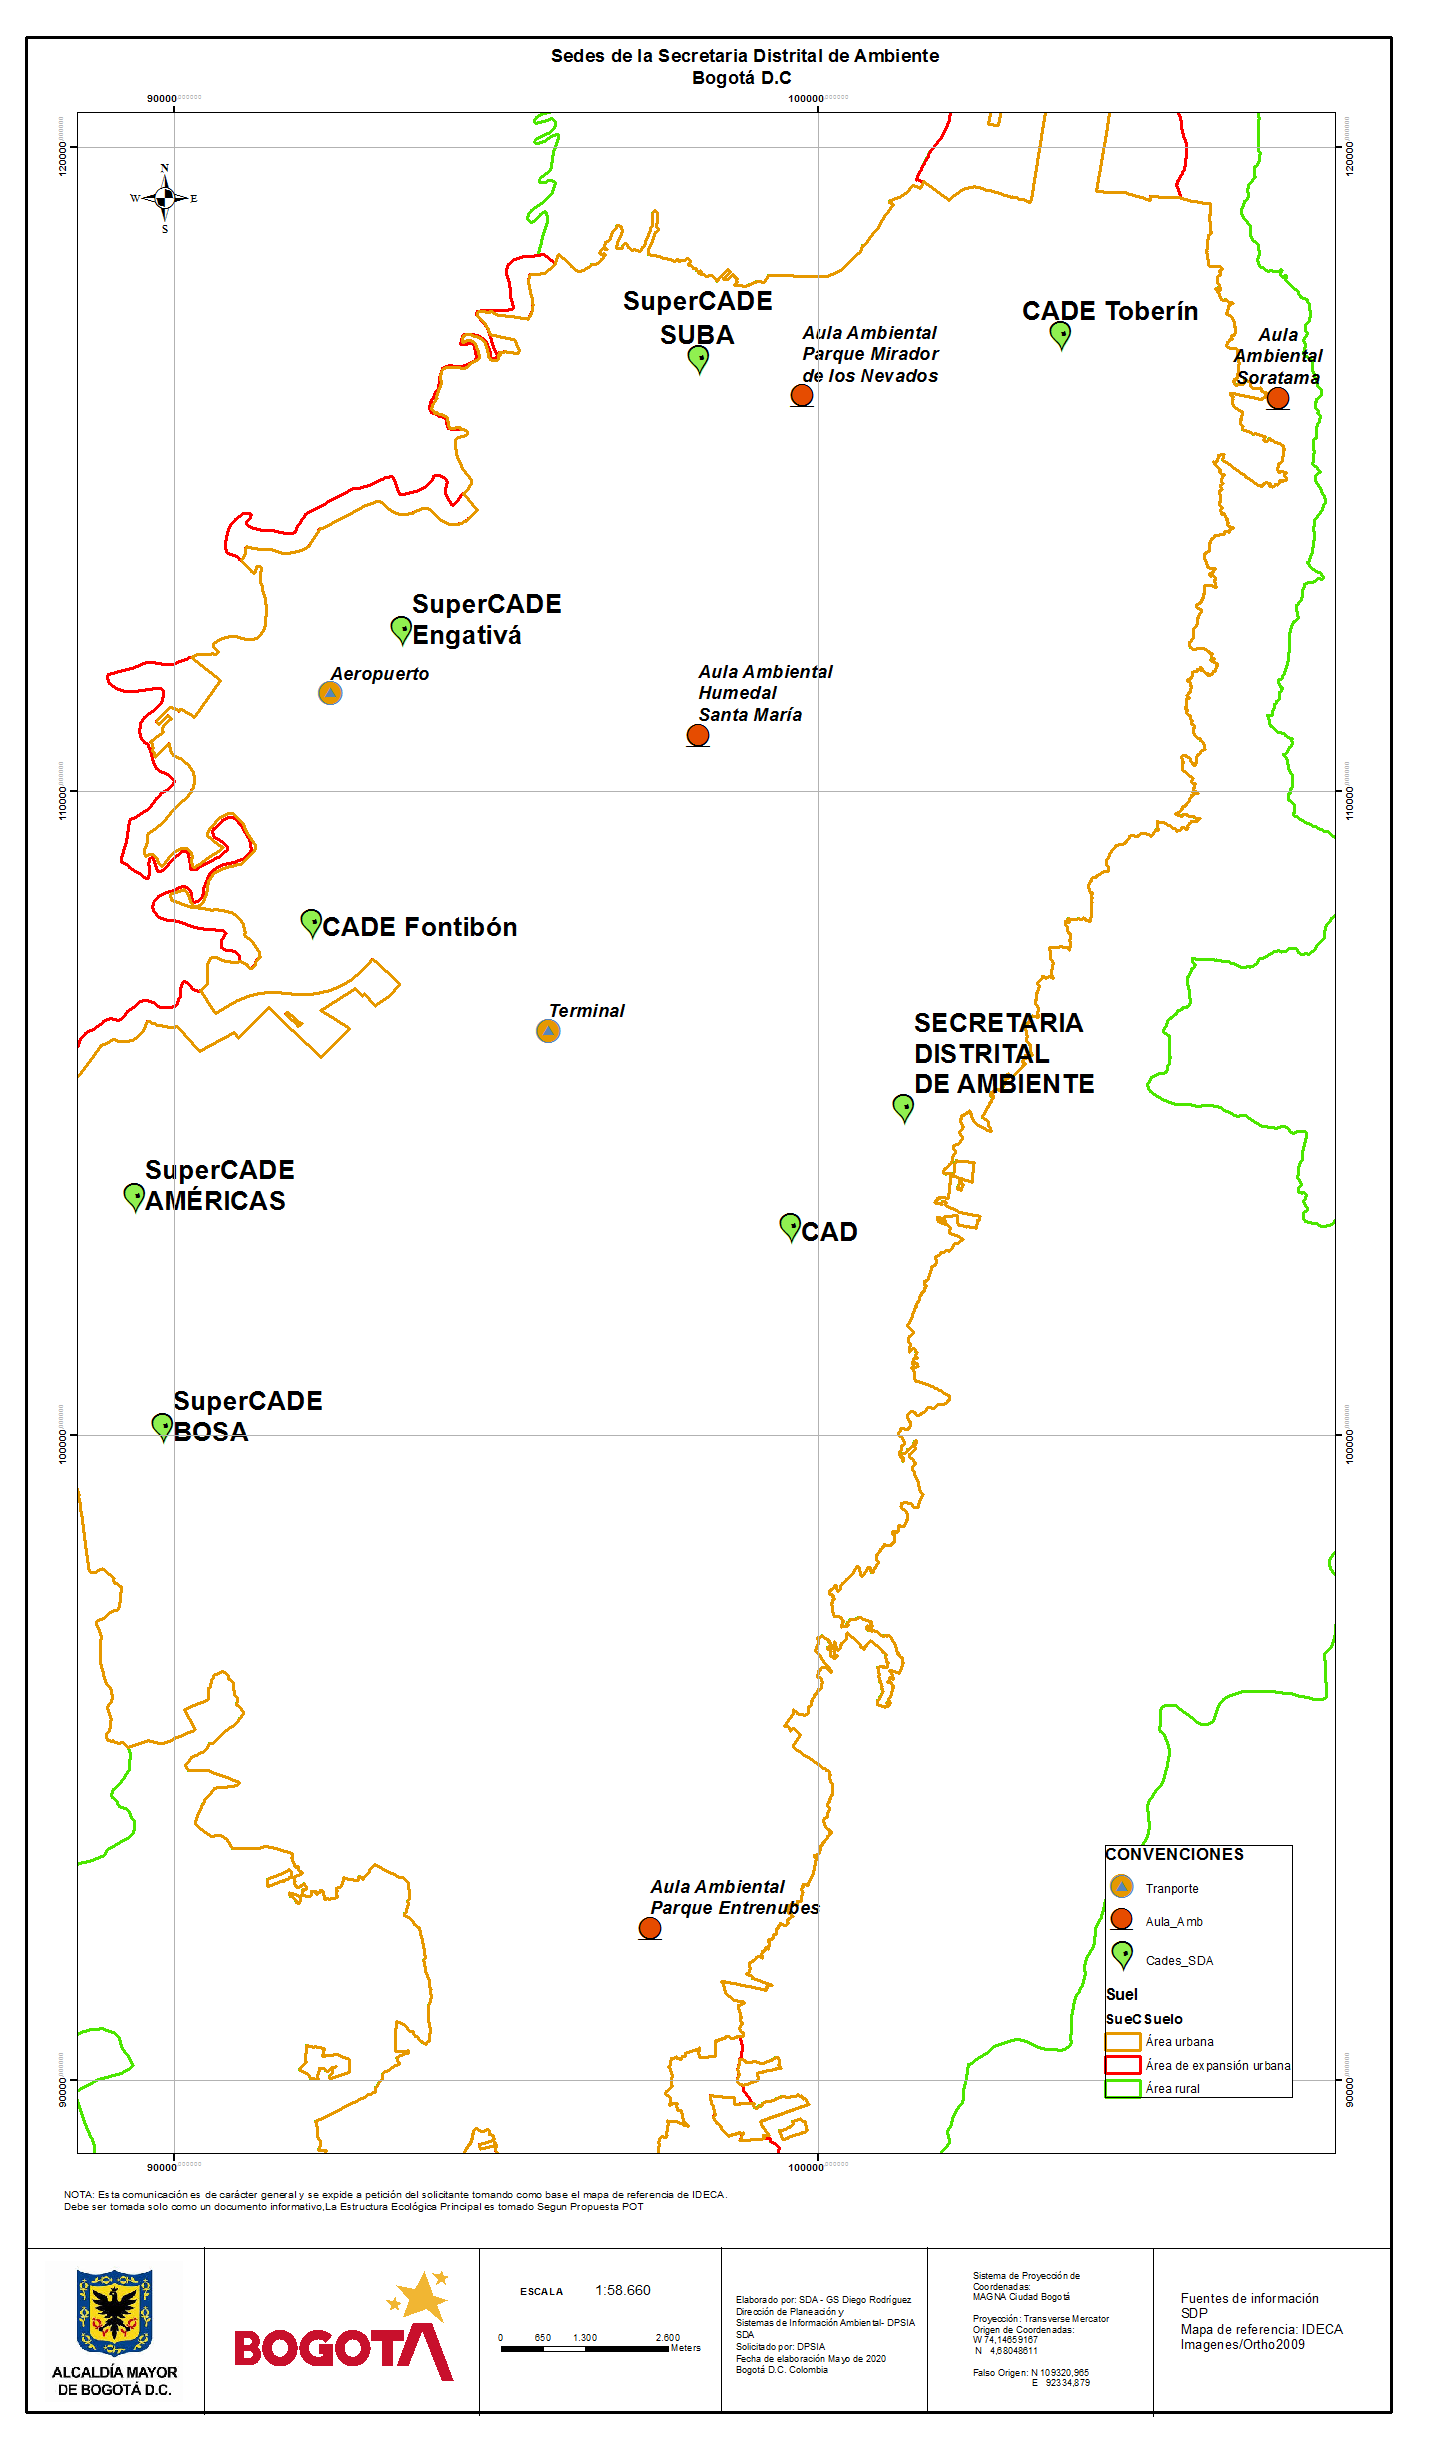 Sedes de la Secretaria Distrital de Ambiente
Bogotá D.C
90000
100000
120000
120000
N
W
E
S
SuperCADE
SUBA
Aula Ambiental
Parque Mirador
de los Nevados
CADE Toberín
Aula
Ambiental
Soratama
SuperCADE
Engativá
Aeropuerto
Aula Ambiental
Humedal
Santa María
110000
110000
CADE Fontibón
Terminal
SECRETARIA
DISTRITAL
DE AMBIENTE
SuperCADE
AMÉRICAS
CAD
SuperCADE
BOSA
100000
100000
Aula Ambiental
Parque Entrenubes
CONVENCIONES
Tranporte
Aula_Amb
Cades_SDA
Suel
SueCSuelo
Área urbana
Área de expansión urbana
Área rural
90000
90000
90000
100000
NOTA: Esta comunicación es de carácter general y se expide a petición del solicitante tomando como base el mapa de referencia de IDECA.
Debe ser tomada solo como un documento informativo,La Estructura Ecológica Principal es tomado Segun Propuesta POT
ALCALDÍA MAYOR
DE BOGOTÁ D.C.
BOGOTÁ
ESCALA 1:58.660
0 650 1.300 2.600
Meters
Elaborado por: SDA - GS Diego Rodríguez
Dirección de Planeación y
Sistemas de Información Ambiental- DPSIA
SDA
Solicitado por: DPSIA
Fecha de elaboración Mayo de 2020
Bogotá D.C. Colombia
Sistema de Proyección de
Coordenadas:
MAGNA Ciudad Bogotá
Proyección: Transverse Mercator
Origen de Coordenadas:
W 74,14659167
N 4,68048611
Falso Origen: N 109320,965
E 92334,879
Fuentes de información
SDP
Mapa de referencia: IDECA
Imagenes/Ortho2009